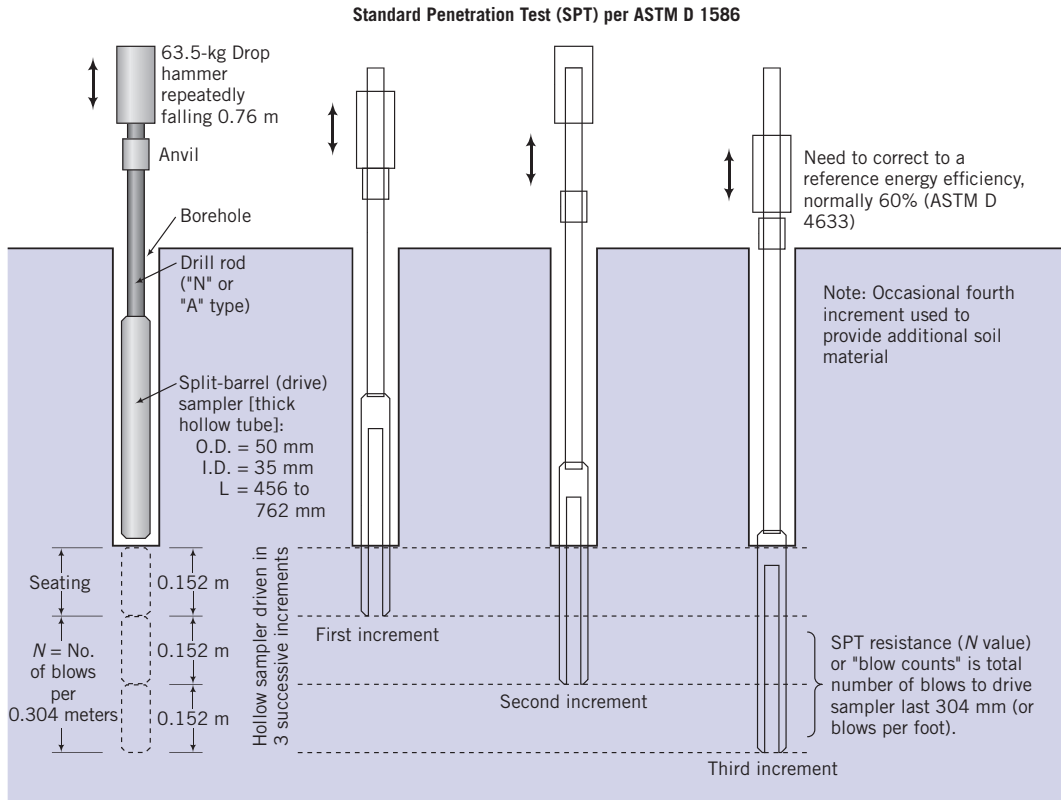 Standard Penetration Test (SPT) per ASTM D 1586
63.5-kg Drop
hammer
repeatedly
falling 0.76 m
Anvil
Borehole
Drill rod
("N" or
"A" type)
Split-barrel (drive)
sampler [thick
hollow tube]:
O.D. = 50 mm
I.D. = 35 mm
L = 456 to
762 mm
Need to correct to a
reference energy efficiency,
normally 60% (ASTM D
4633)
Note: Occasional fourth
increment used to
provide additional soil
material
Seating
0.152 m
N = No.
of blows
per
0.304 meters
0.152 m
0.152 m
Hollow sampler driven in
3 successive increments
First increment
Second increment
Third increment
SPT resistance (N value)
or "blow counts" is total
number of blows to drive
sampler last 304 mm (or
blows per foot).